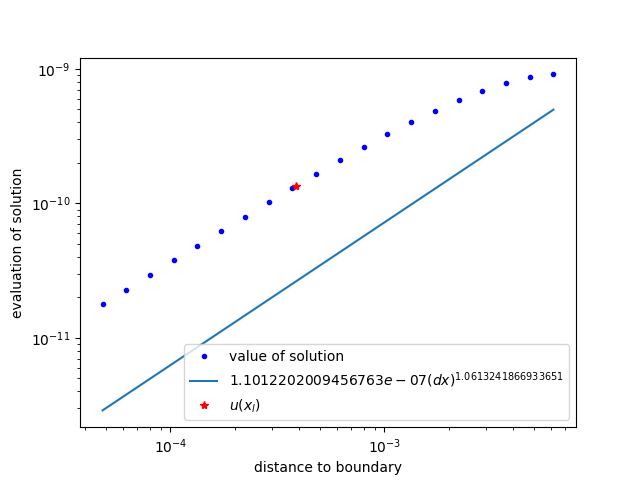 10^{-9}
10^{-10}
10^{-11}
evaluation of solution
value of solution
1.1012202009456763e − 07(dx)^{1.0613241866933651}
u(x_l)
10^{-4} 10^{-3}
distance to boundary